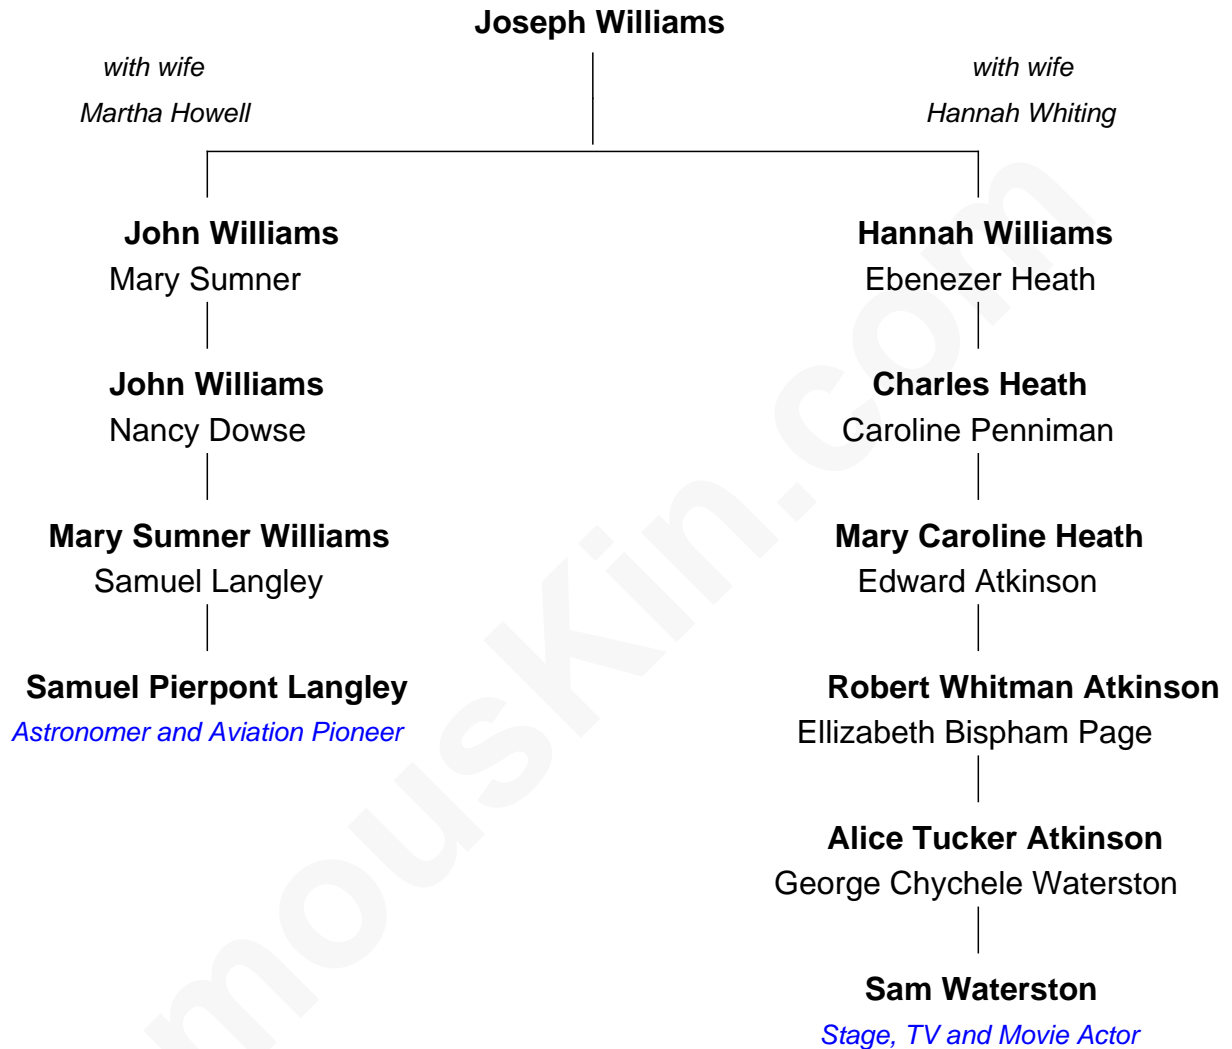 Joseph Williams
with wife
Martha Howell
with wife
Hannah Whiting
John Williams
Mary Sumner
Hannah Williams
Ebenezer Heath
John Williams
Nancy Dowse
Charles Heath
Caroline Penniman
Mary Sumner Williams
Samuel Langley
Mary Caroline Heath
Edward Atkinson
Samuel Pierpont Langley
Astronomer and Aviation Pioneer
Robert Whitman Atkinson
Ellizabeth Bispham Page
Alice Tucker Atkinson
George Chychele Waterston
Sam Waterston
Stage, TV and Movie Actor
mousKin.com